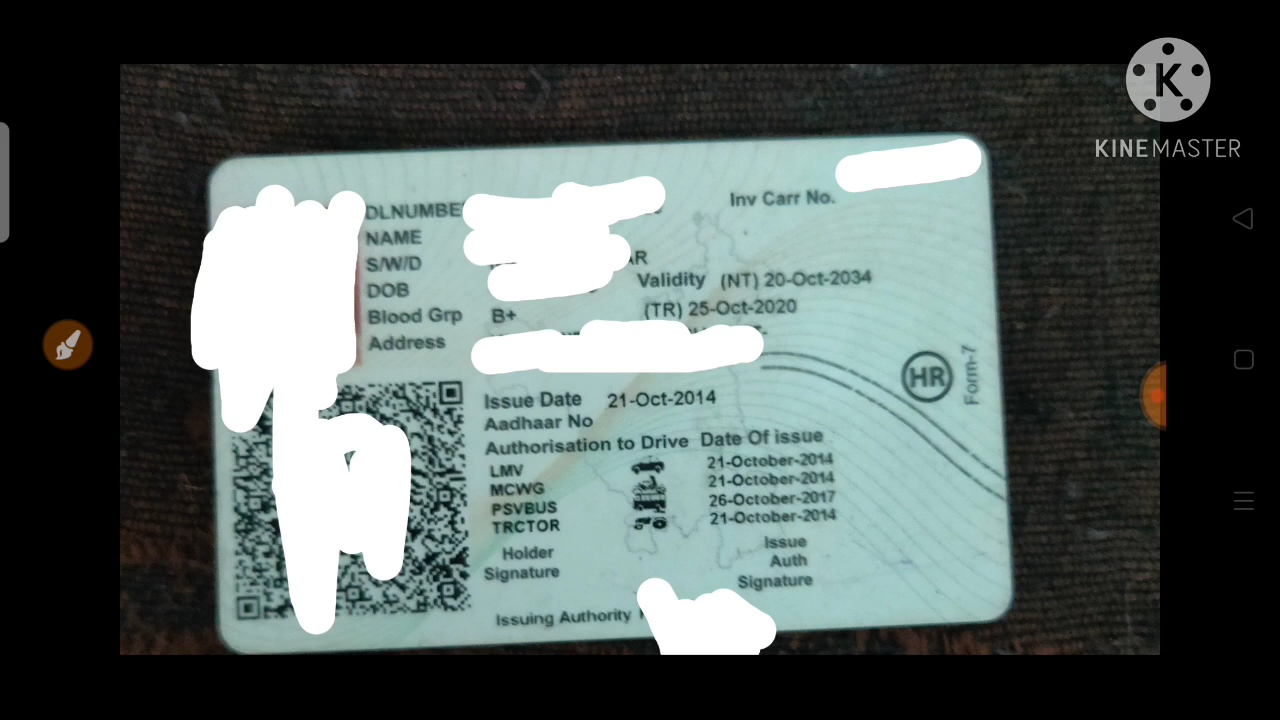 K
KINEMASTER
Inv Carr No.
DLNUMBE
NAME
S/W/D
AR
DOB
Validity (NT) 20-Oct-2034
Blood Grp B+ (TR) 25-Oct-2020
Address
HR
Form-7
Issue Date 21-Oct-2014
Aadhaar No
Authorisation to Drive Date Of issue
LMV 21-October-2014
MCWG 21-October-2014
PSVBUS 26-October-2017
TRCTOR 21-October-2014
Holder
Signature
Issue
Auth
Signature
Issuing Authority